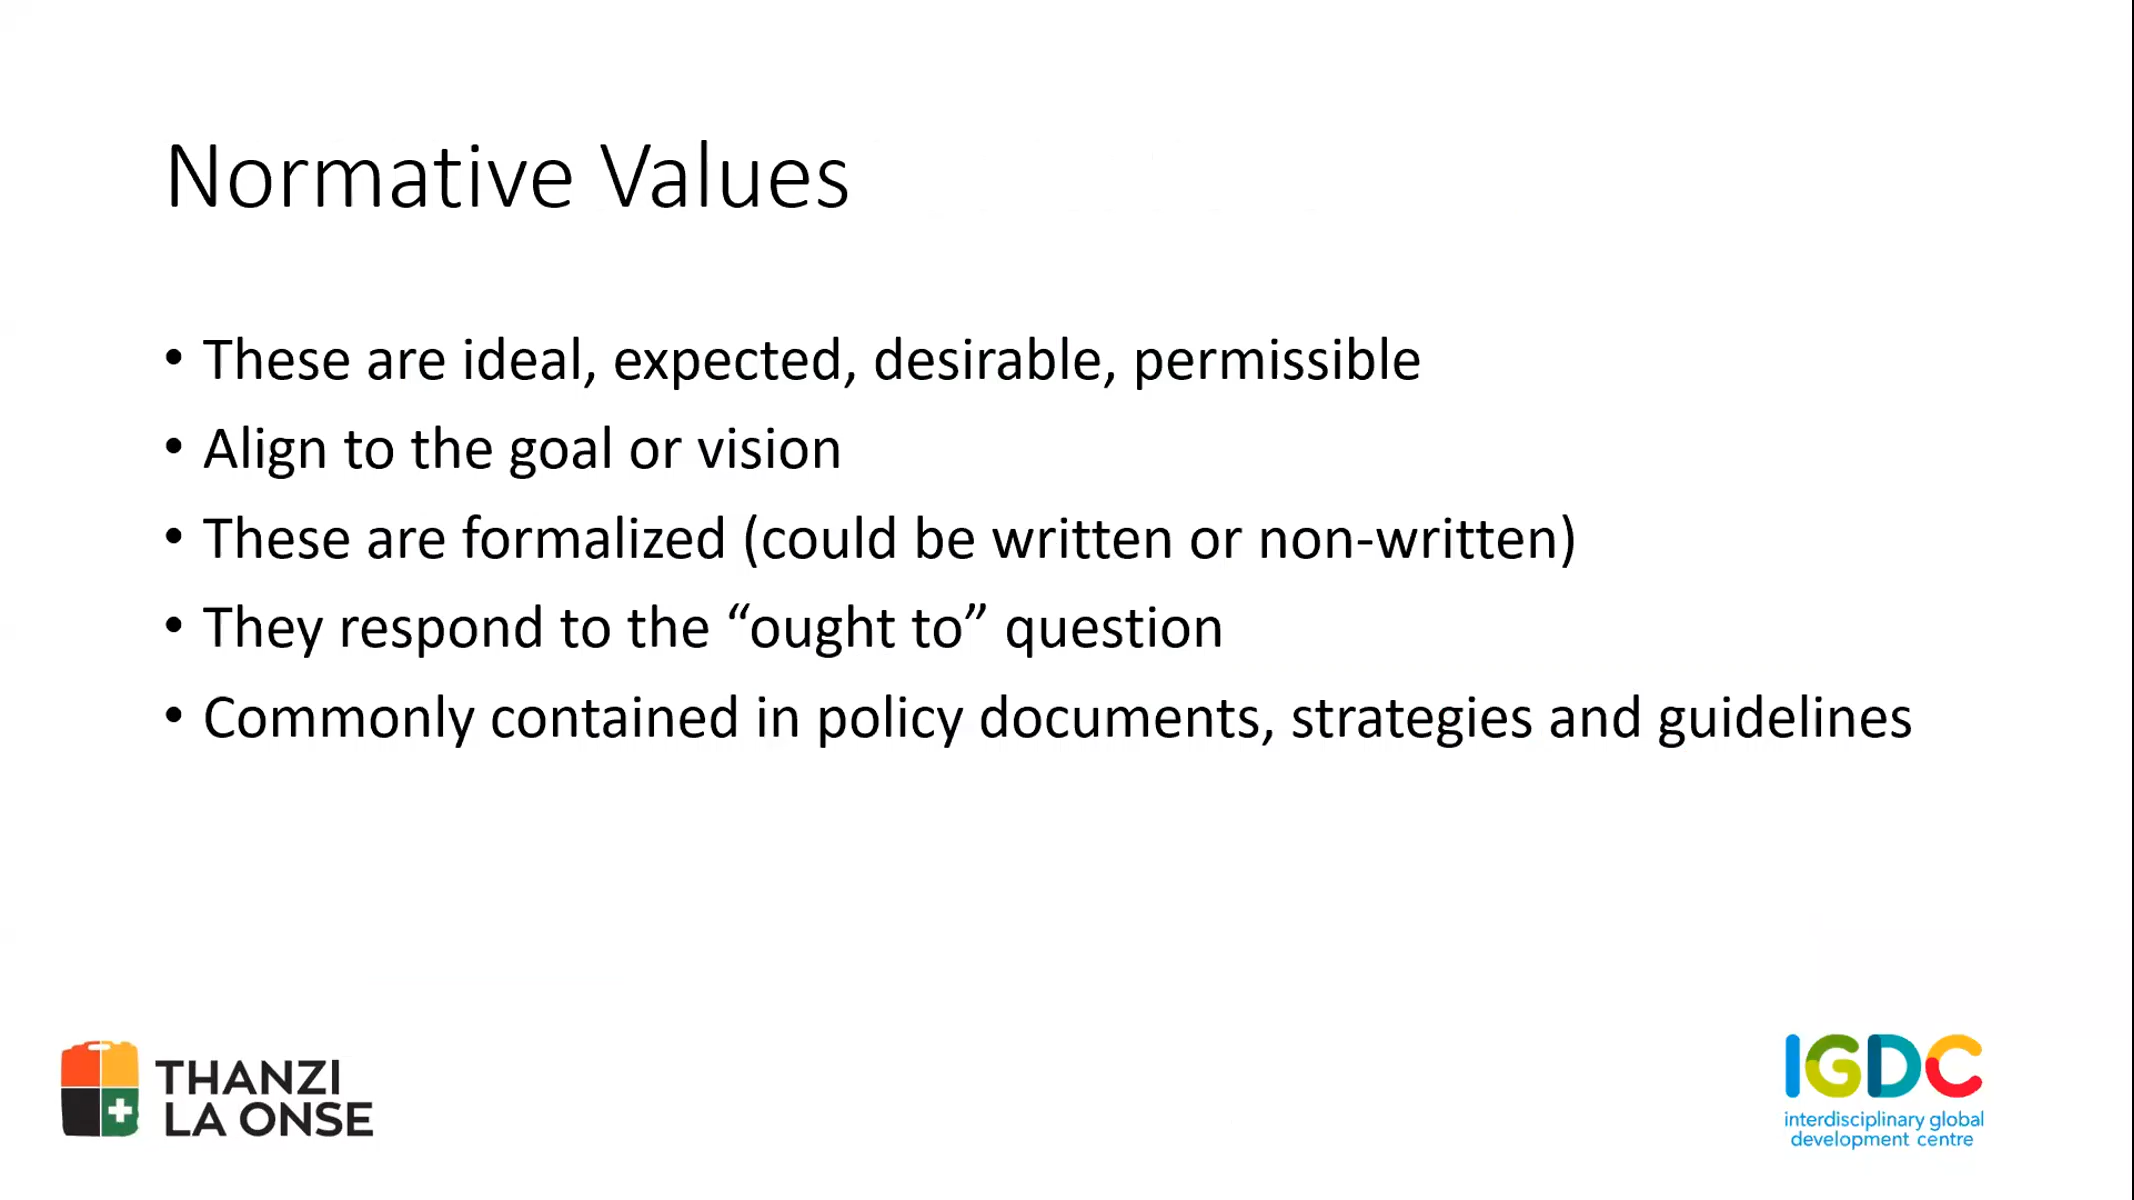 Normative Values
• These are ideal, expected, desirable, permissible
• Align to the goal or vision
• These are formalized (could be written or non-written)
• They respond to the “ought to” question
• Commonly contained in policy documents, strategies and guidelines
THANZI
LA ONSE
IGDC
interdisciplinary global
development centre